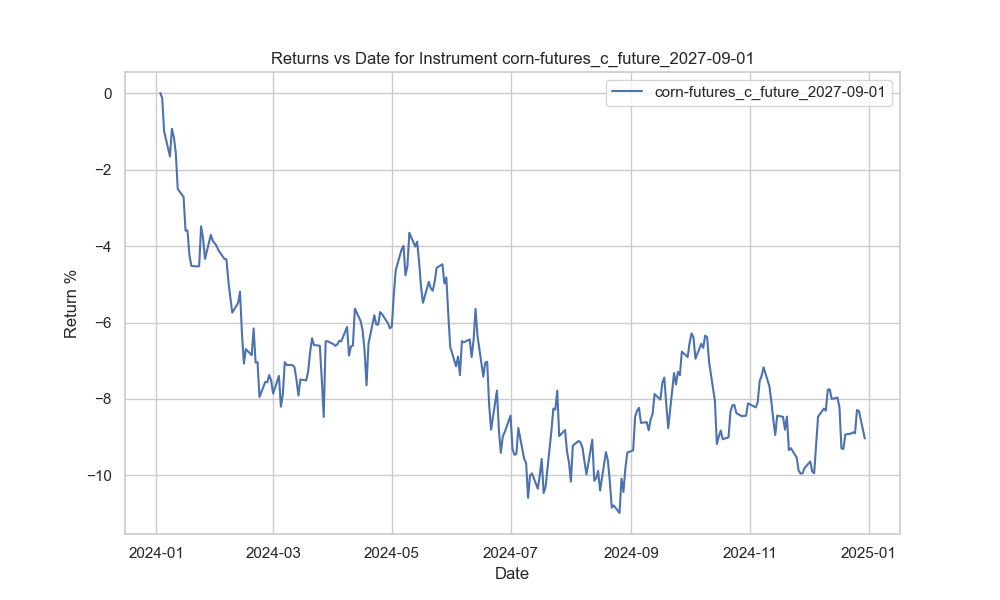 Returns vs Date for Instrument corn-futures_c_future_2027-09-01
corn-futures_c_future_2027-09-01
Return %
0
−2
−4
−6
−8
−10
2024-01 2024-03 2024-05 2024-07 2024-09 2024-11 2025-01
Date